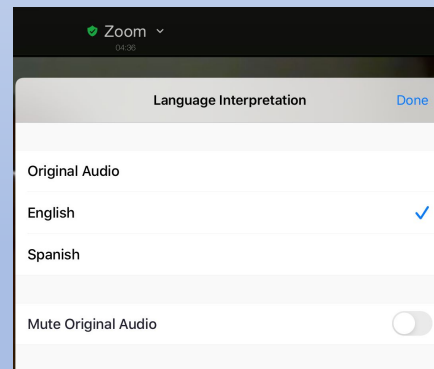 Zoom
04:36
Language Interpretation Done
Original Audio
English
Spanish
Mute Original Audio